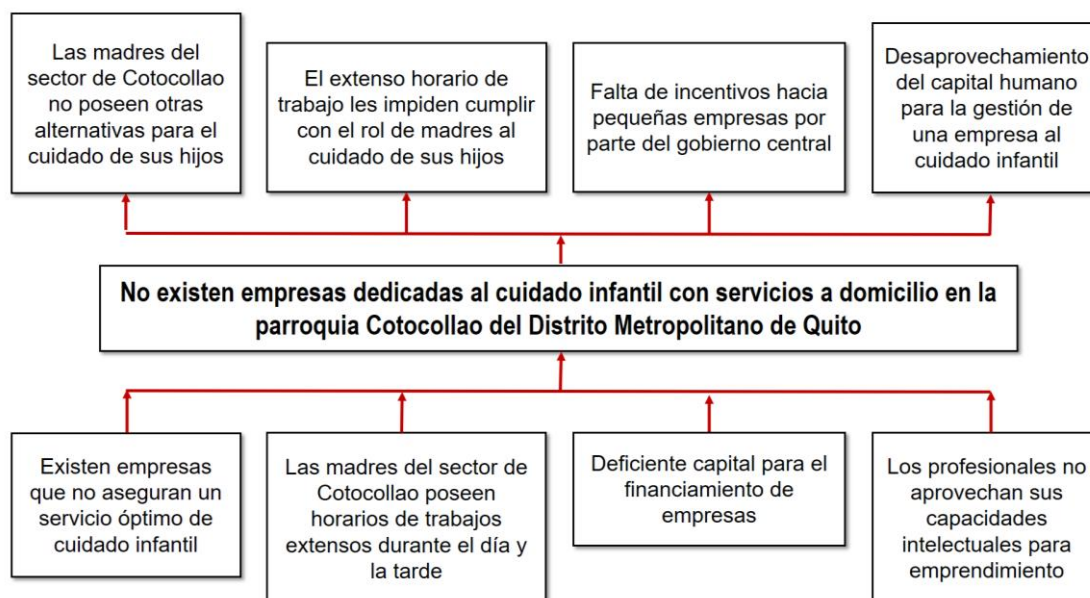 Las madres del
sector de Cotocollao
no poseen otras
alternativas para el
cuidado de sus hijos
El extenso horario de
trabajo les impiden cumplir
con el rol de madres al
cuidado de sus hijos
Falta de incentivos hacia
pequeñas empresas por
parte del gobierno central
Desaprovechamiento
del capital humano
para la gestión de
una empresa al
cuidado infantil
No existen empresas dedicadas al cuidado infantil con servicios a domicilio en la
parroquia Cotocollao del Distrito Metropolitano de Quito
Existen empresas
que no aseguran un
servicio óptimo de
cuidado infantil
Las madres del sector de
Cotocollao poseen
horarios de trabajos
extensos durante el día y
la tarde
Deficiente capital para el
financiamiento de
empresas
Los profesionales no
aprovechan sus
capacidades
intelectuales para
emprendimiento